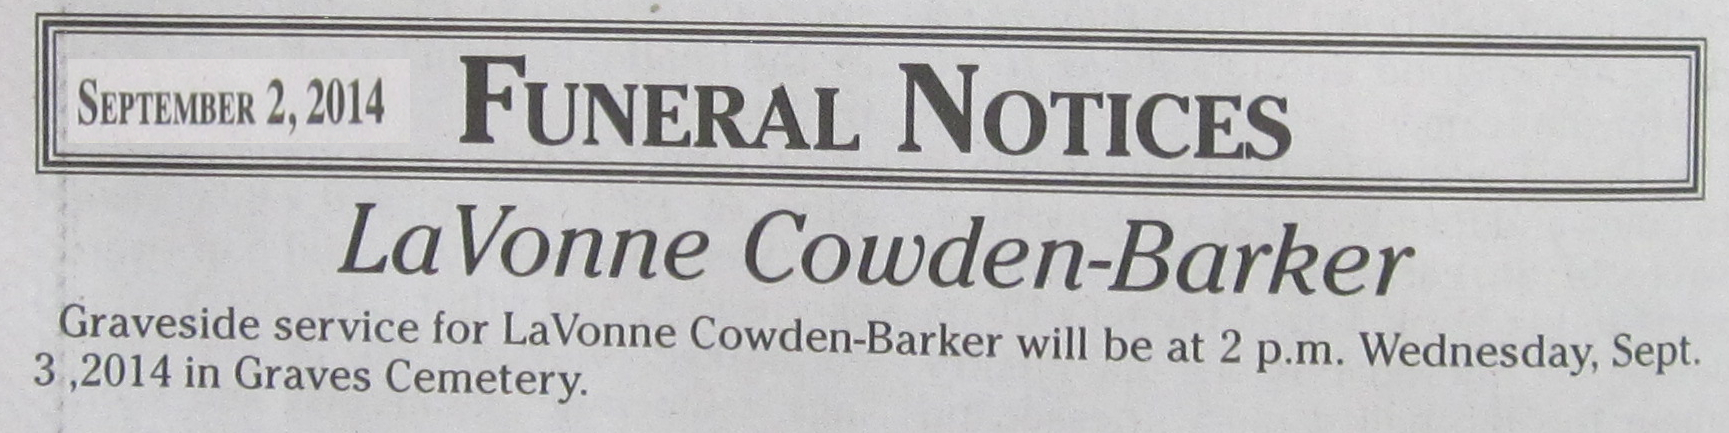 SEPTEMBER 2, 2014 FUNERAL NOTICES
LaVonne Cowden-Barker
Graveside service for LaVonne Cowden-Barker will be at 2 p.m. Wednesday, Sept.
3 ,2014 in Graves Cemetery.